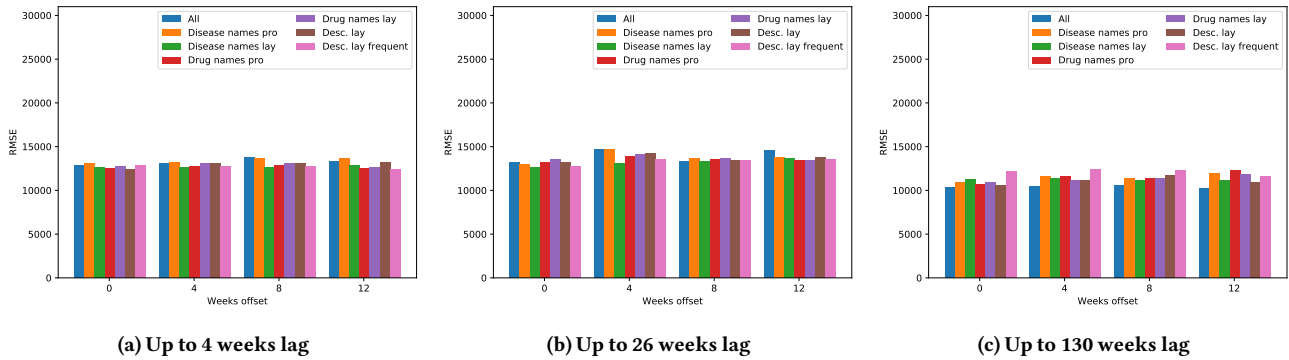 30000
25000
20000
15000
10000
5000
0
RMSE
All
Disease names pro
Disease names lay
Drug names pro
Drug names lay
Desc. lay
Desc. lay frequent
0 4 8 12
Weeks offset
(a) Up to 4 weeks lag
30000
25000
20000
15000
10000
5000
0
RMSE
All
Disease names pro
Disease names lay
Drug names pro
Drug names lay
Desc. lay
Desc. lay frequent
0 4 8 12
Weeks offset
(b) Up to 26 weeks lag
30000
25000
20000
15000
10000
5000
0
RMSE
All
Disease names pro
Disease names lay
Drug names pro
Drug names lay
Desc. lay
Desc. lay frequent
0 4 8 12
Weeks offset
(c) Up to 130 weeks lag